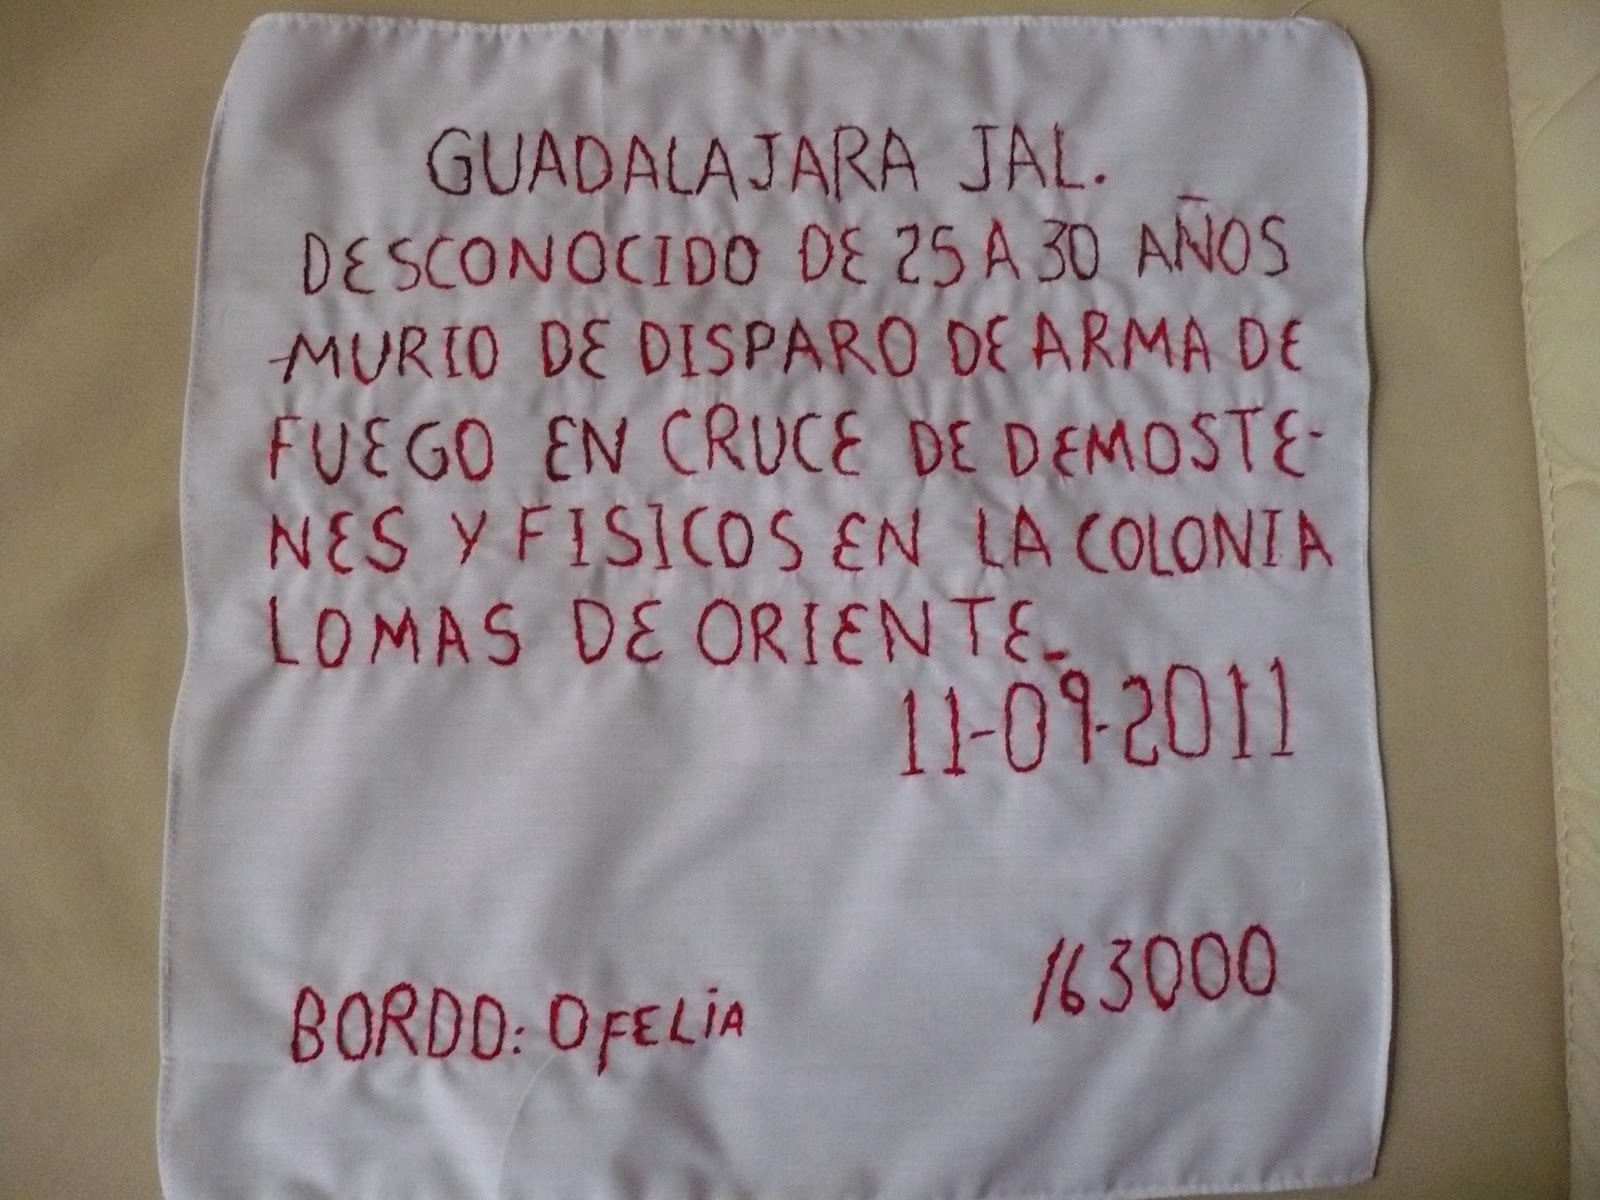 GUADALAJARA JAL.
DESCONOCIDO DE 25 A 30 AÑOS
MURIO DE DISPARO DE ARMA DE
FUEGO EN CRUCE DE DEMOSTE-
NES Y FISICOS EN LA COLONIA
LOMAS DE ORIENTE_
11-09-2011
163000
BORDO: OFELiA